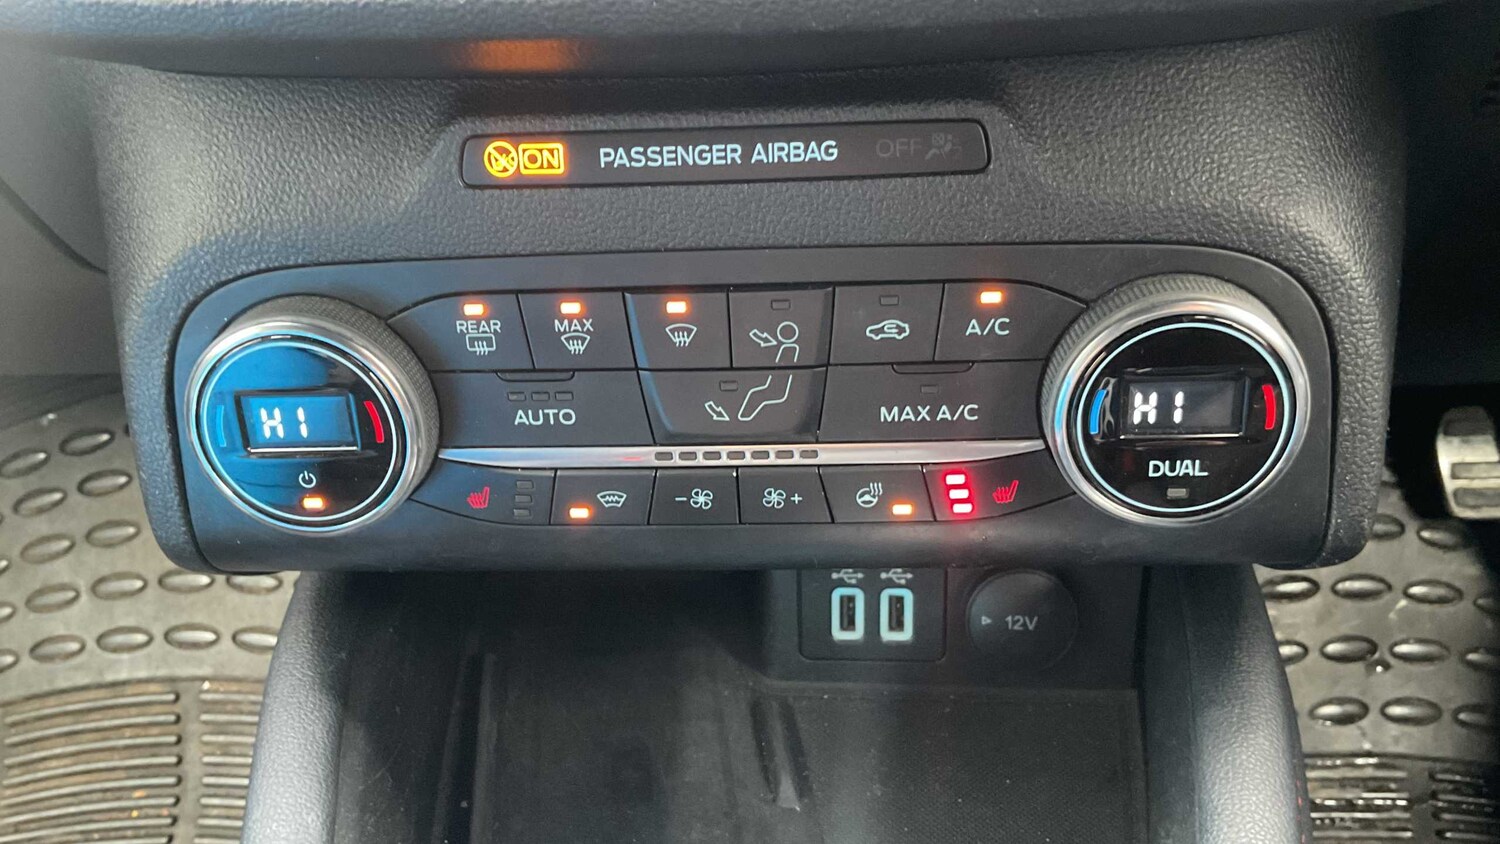 ON PASSENGER AIRBAG OFF
REAR MAX A/C
HI HI
AUTO MAX A/C
DUAL
- +
12V